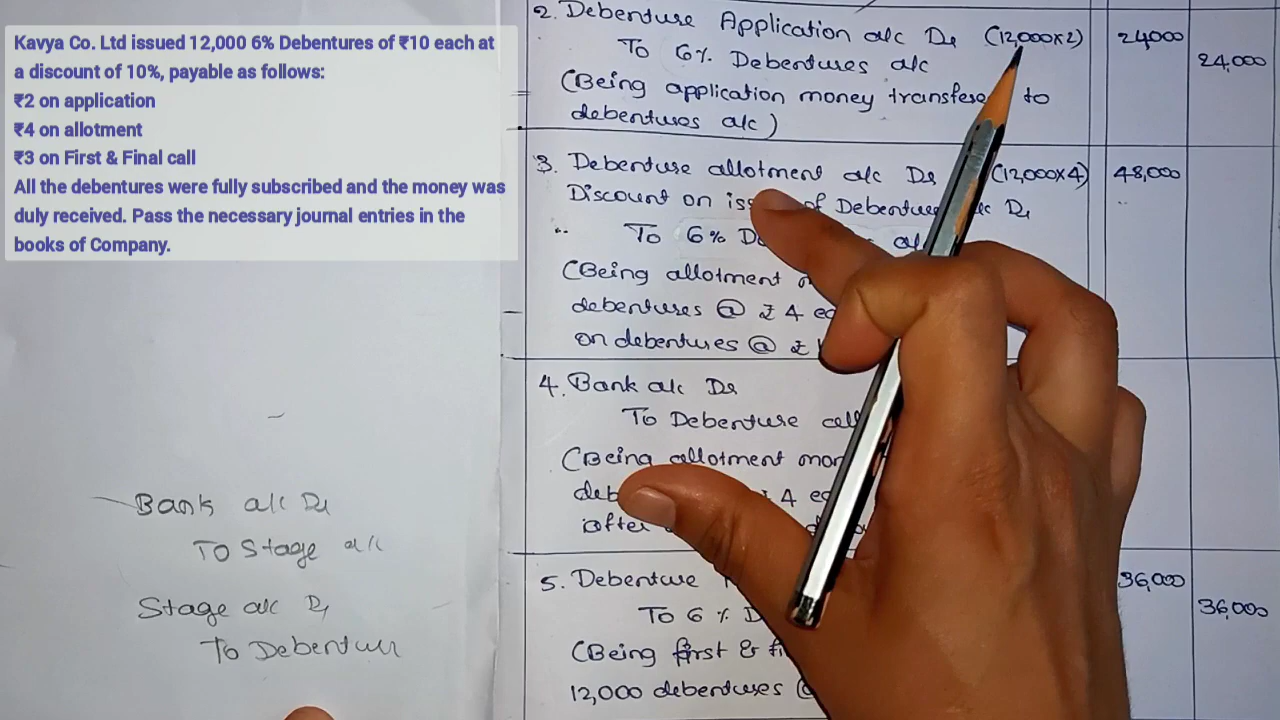 Kavya Co. Ltd issued 12,000 6% Debentures of ₹10 each at
a discount of 10%, payable as follows:
₹2 on application
₹4 on allotment
₹3 on First & Final call
All the debentures were fully subscribed and the money was
duly received. Pass the necessary journal entries in the
books of Company.
Bank a/c Dr
To Stage a/c
Stage a/c Dr
To Debenture
2. Debenture Application a/c Dr (12,000x2) 24000
To 6% Debentures a/c 24,000
(Being application money to
debentures a/c)
3. Debenture allotment a/c Dr (12,000x4) 48,000
Discount on of Dr
To 6%
(Being allotment
debentures @ ₹ 4
on debentures @ ₹
4. Bank a/c Dr
To Debenture
(Being allotment
4
after
5. Debenture 36,000
To 6 % 36,000
(Being first &
12,000 debentures